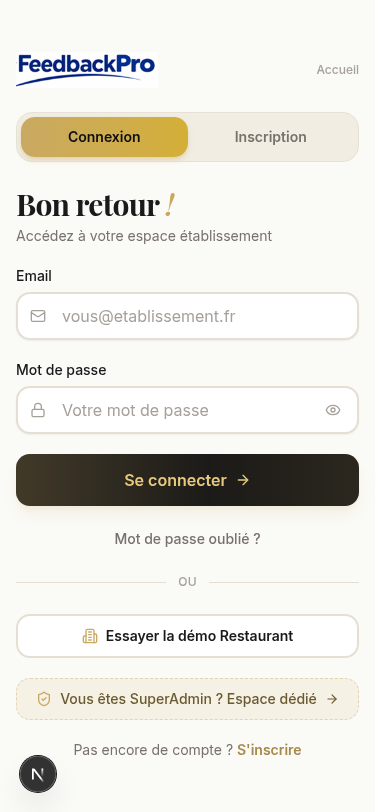 FeedbackPro
Accueil
Connexion
Inscription
Bon retour !
Accédez à votre espace établissement
Email
vous@etablissement.fr
Mot de passe
Votre mot de passe
Se connecter →
Mot de passe oublié ?
OU
Essayer la démo Restaurant
Vous êtes SuperAdmin ? Espace dédié →
Pas encore de compte ? S'inscrire
N